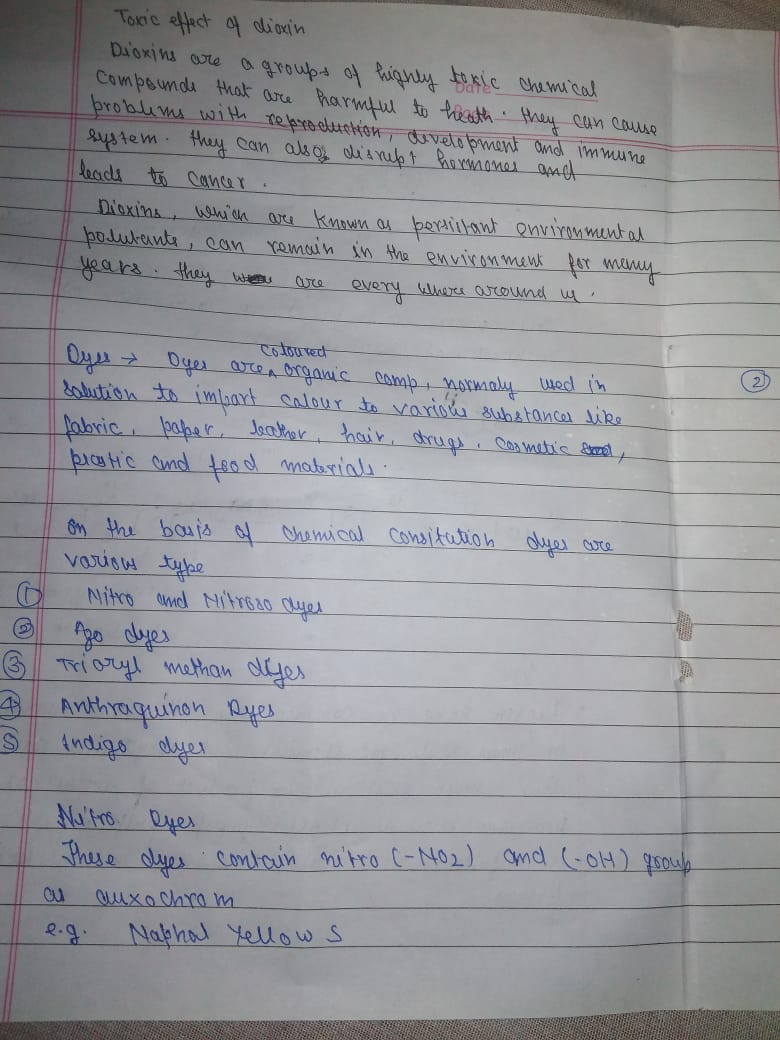 Toxic effect of dioxin
Dioxins are a groups of highly toxic chemical
compounds that are harmful to heath. they can cause
problems with reproduction, development and immune
system. they can also disrupt hormones and
leads to cancer.
Dioxins, which are known as persistant environmental
polutants, can remain in the environment for many
years. they are every where around us.
Dyes → Dyes are coloured organic comp, normaly used in
solution to impart colour to various substances like
fabric, paper, leather, hair, drugs, cosmetic,
plastic and food materials.
②
on the basis of chemical consitation dyes are
various type
① Nitro and Nitroso dyes
② Azo dyes
③ Triaryl methan dyes
④ Anthraquinon Dyes
⑤ Indigo dyes
Nitro Dyes
These dyes contain nitro (-NO2) and (-OH) group
as auxochrom
e.g. Naphal Yellow S